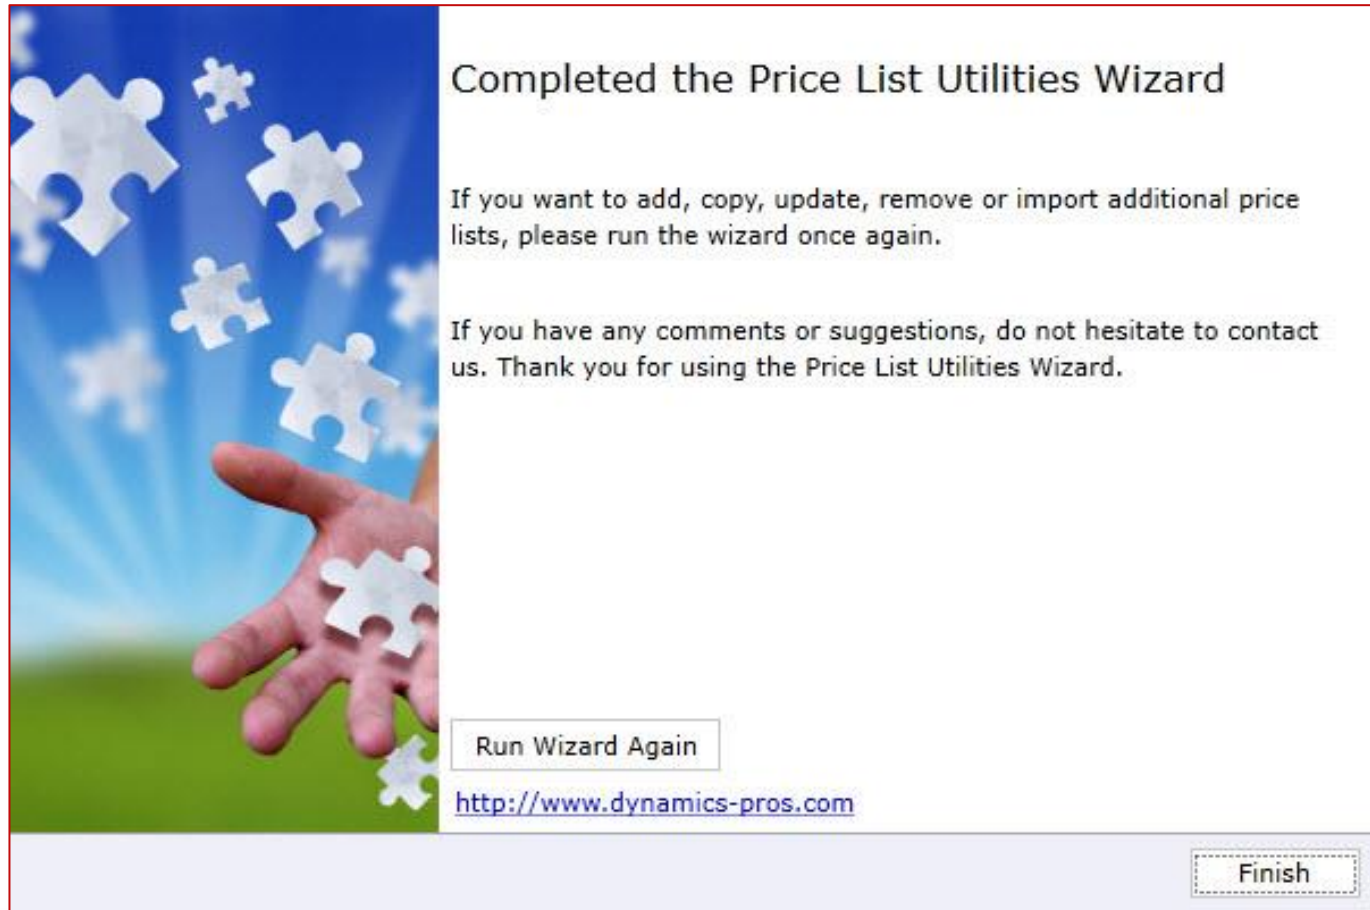 Completed the Price List Utilities Wizard
If you want to add, copy, update, remove or import additional price
lists, please run the wizard once again.
If you have any comments or suggestions, do not hesitate to contact
us. Thank you for using the Price List Utilities Wizard.
Run Wizard Again
http://www.dynamics-pros.com
Finish